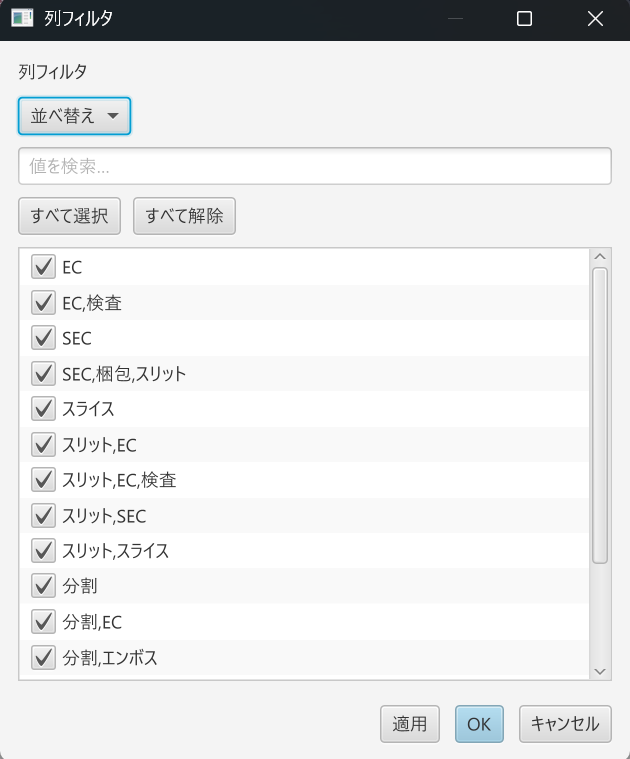 列フィルタ
列フィルタ
並べ替え
値を検索...
すべて選択 すべて解除
EC
EC,検査
SEC
SEC,梱包,スリット
スライス
スリット,EC
スリット,EC,検査
スリット,SEC
スリット,スライス
分割
分割,EC
分割,エンボス
適用 OK キャンセル